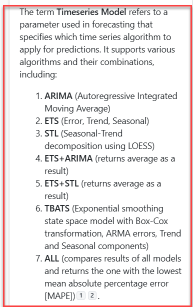 The term Timeseries Model refers to a
parameter used in forecasting that
specifies which time series algorithm to
apply for predictions. It supports various
algorithms and their combinations,
including:
1. ARIMA (Autoregressive Integrated
Moving Average)
2. ETS (Error, Trend, Seasonal)
3. STL (Seasonal-Trend
decomposition using LOESS)
4. ETS+ARIMA (returns average as a
result)
5. ETS+STL (returns average as a
result)
6. TBATS (Exponential smoothing
state space model with Box-Cox
transformation, ARMA errors, Trend
and Seasonal components)
7. ALL (compares results of all models
and returns the one with the lowest
mean absolute percentage error
[MAPE]) 1 2 .